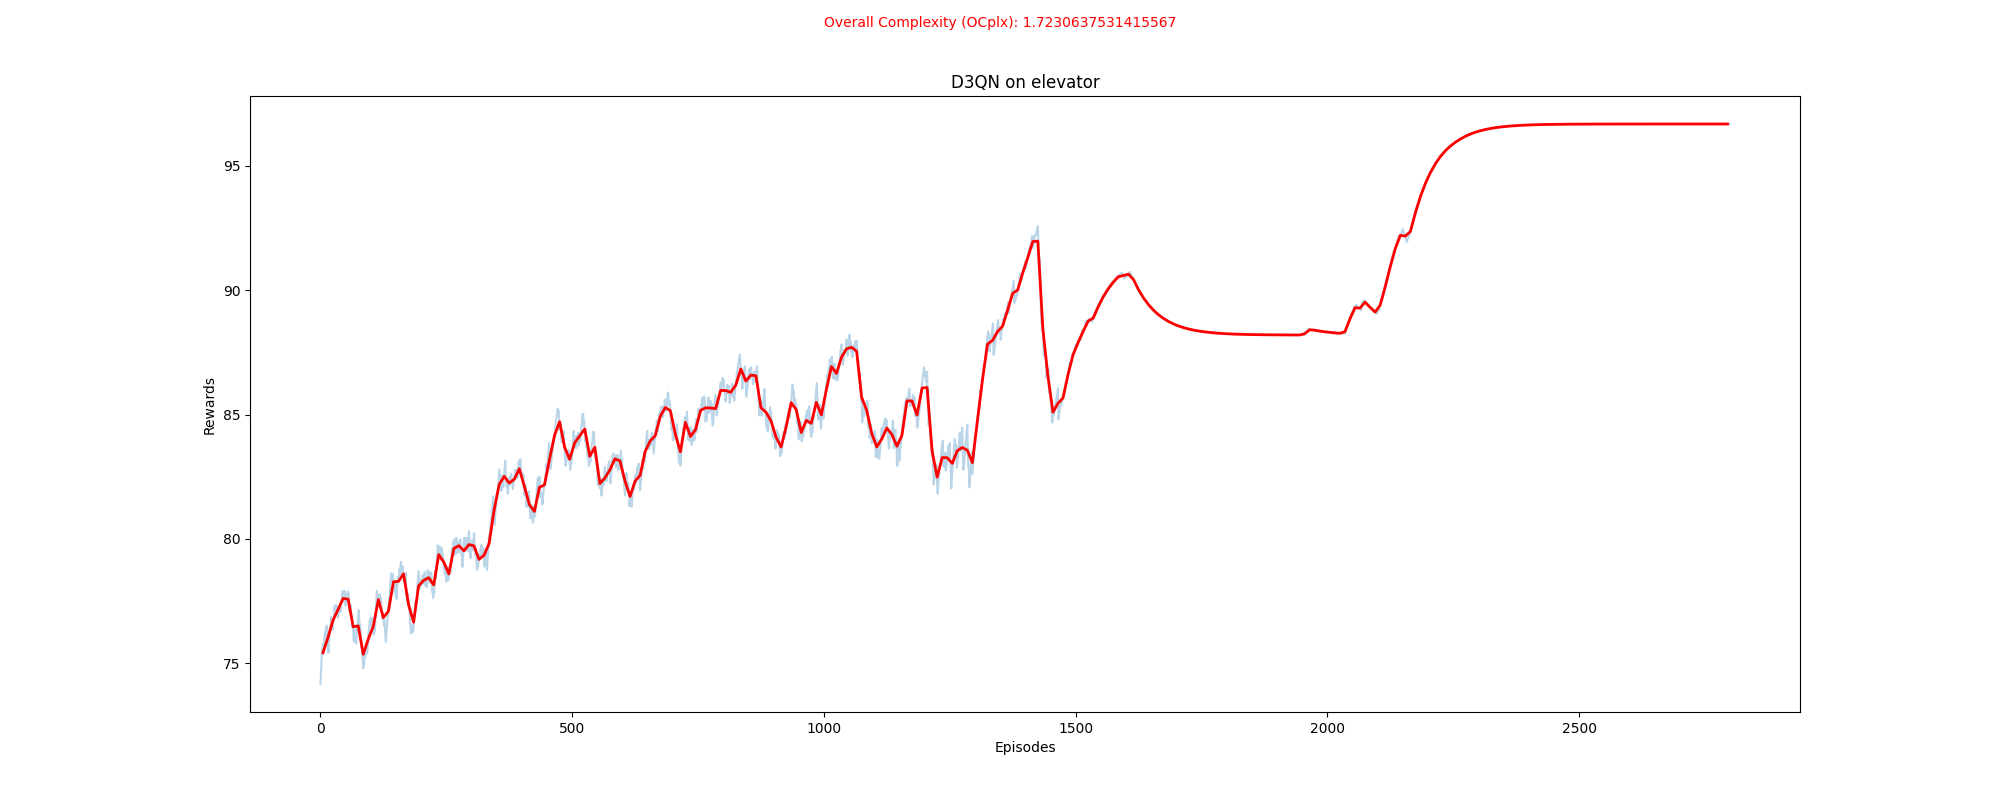 Overall Complexity (OCplx): 1.7230637531415567
D3QN on elevator
95
90
85
80
75
Rewards
0 500 1000 1500 2000 2500
Episodes